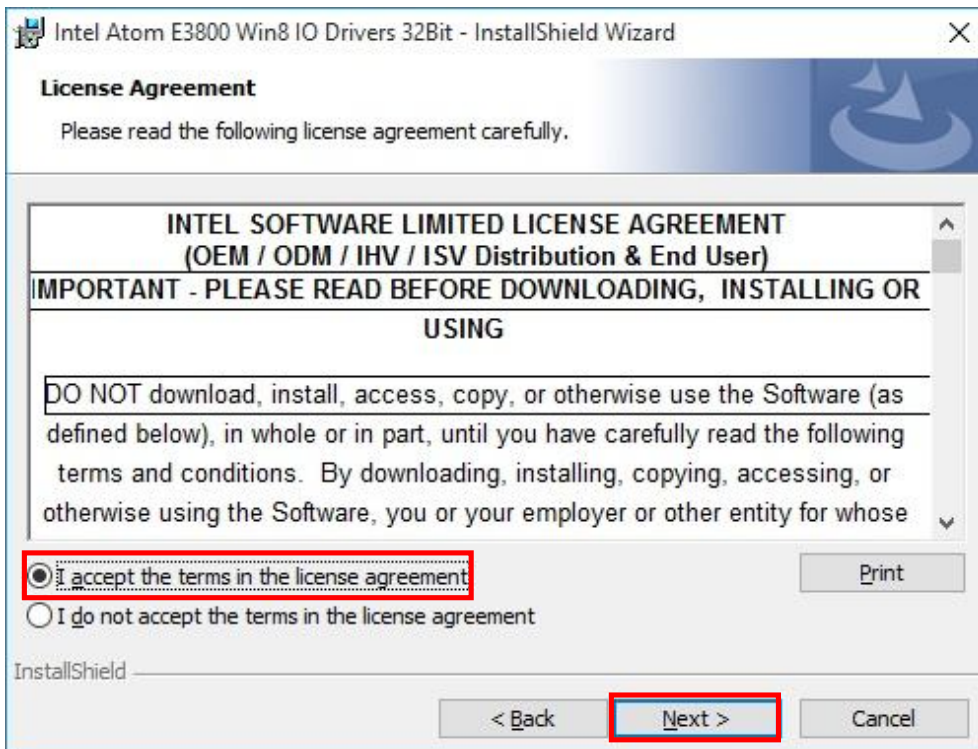 Intel Atom E3800 Win8 IO Drivers 32Bit - InstallShield Wizard
License Agreement
Please read the following license agreement carefully.
INTEL SOFTWARE LIMITED LICENSE AGREEMENT
(OEM / ODM / IHV / ISV Distribution & End User)
IMPORTANT - PLEASE READ BEFORE DOWNLOADING, INSTALLING OR
USING
DO NOT download, install, access, copy, or otherwise use the Software (as
defined below), in whole or in part, until you have carefully read the following
terms and conditions. By downloading, installing, copying, accessing, or
otherwise using the Software, you or your employer or other entity for whose
I accept the terms in the license agreement
Print
I do not accept the terms in the license agreement
InstallShield
< Back
Next >
Cancel